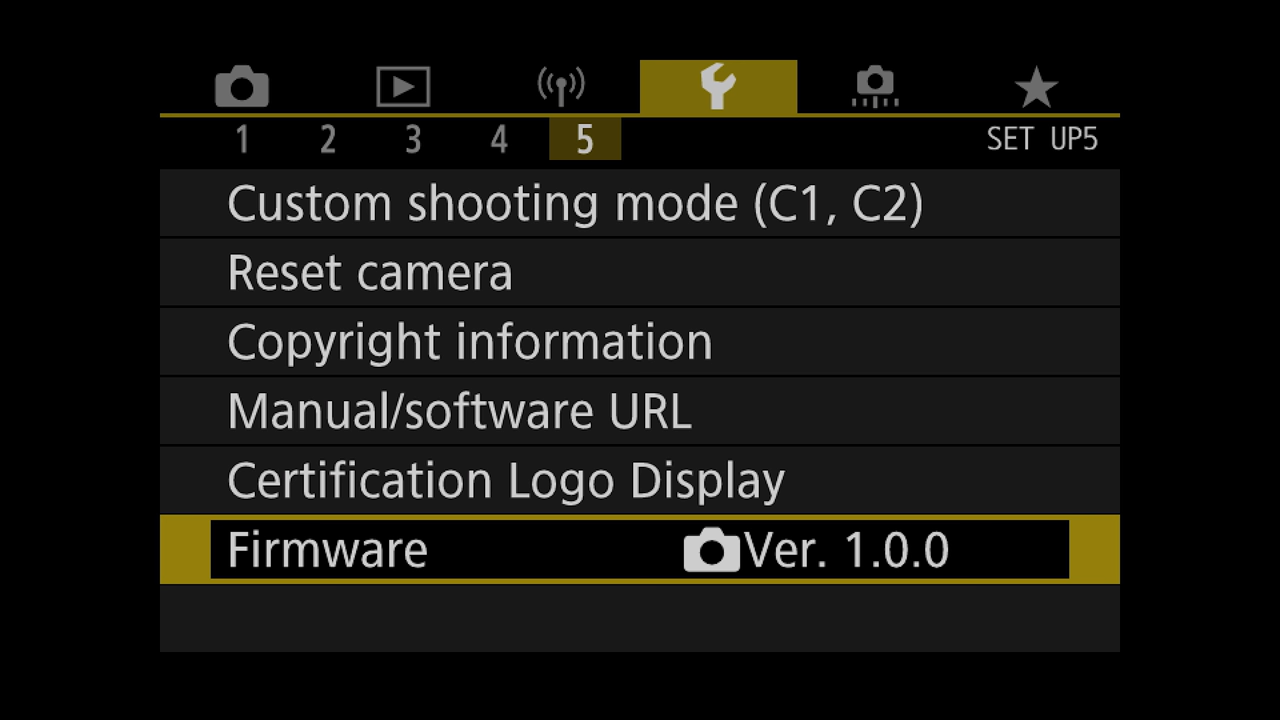 1 2 3 4 5 SET UP5
Custom shooting mode (C1, C2)
Reset camera
Copyright information
Manual/software URL
Certification Logo Display
Firmware Ver. 1.0.0